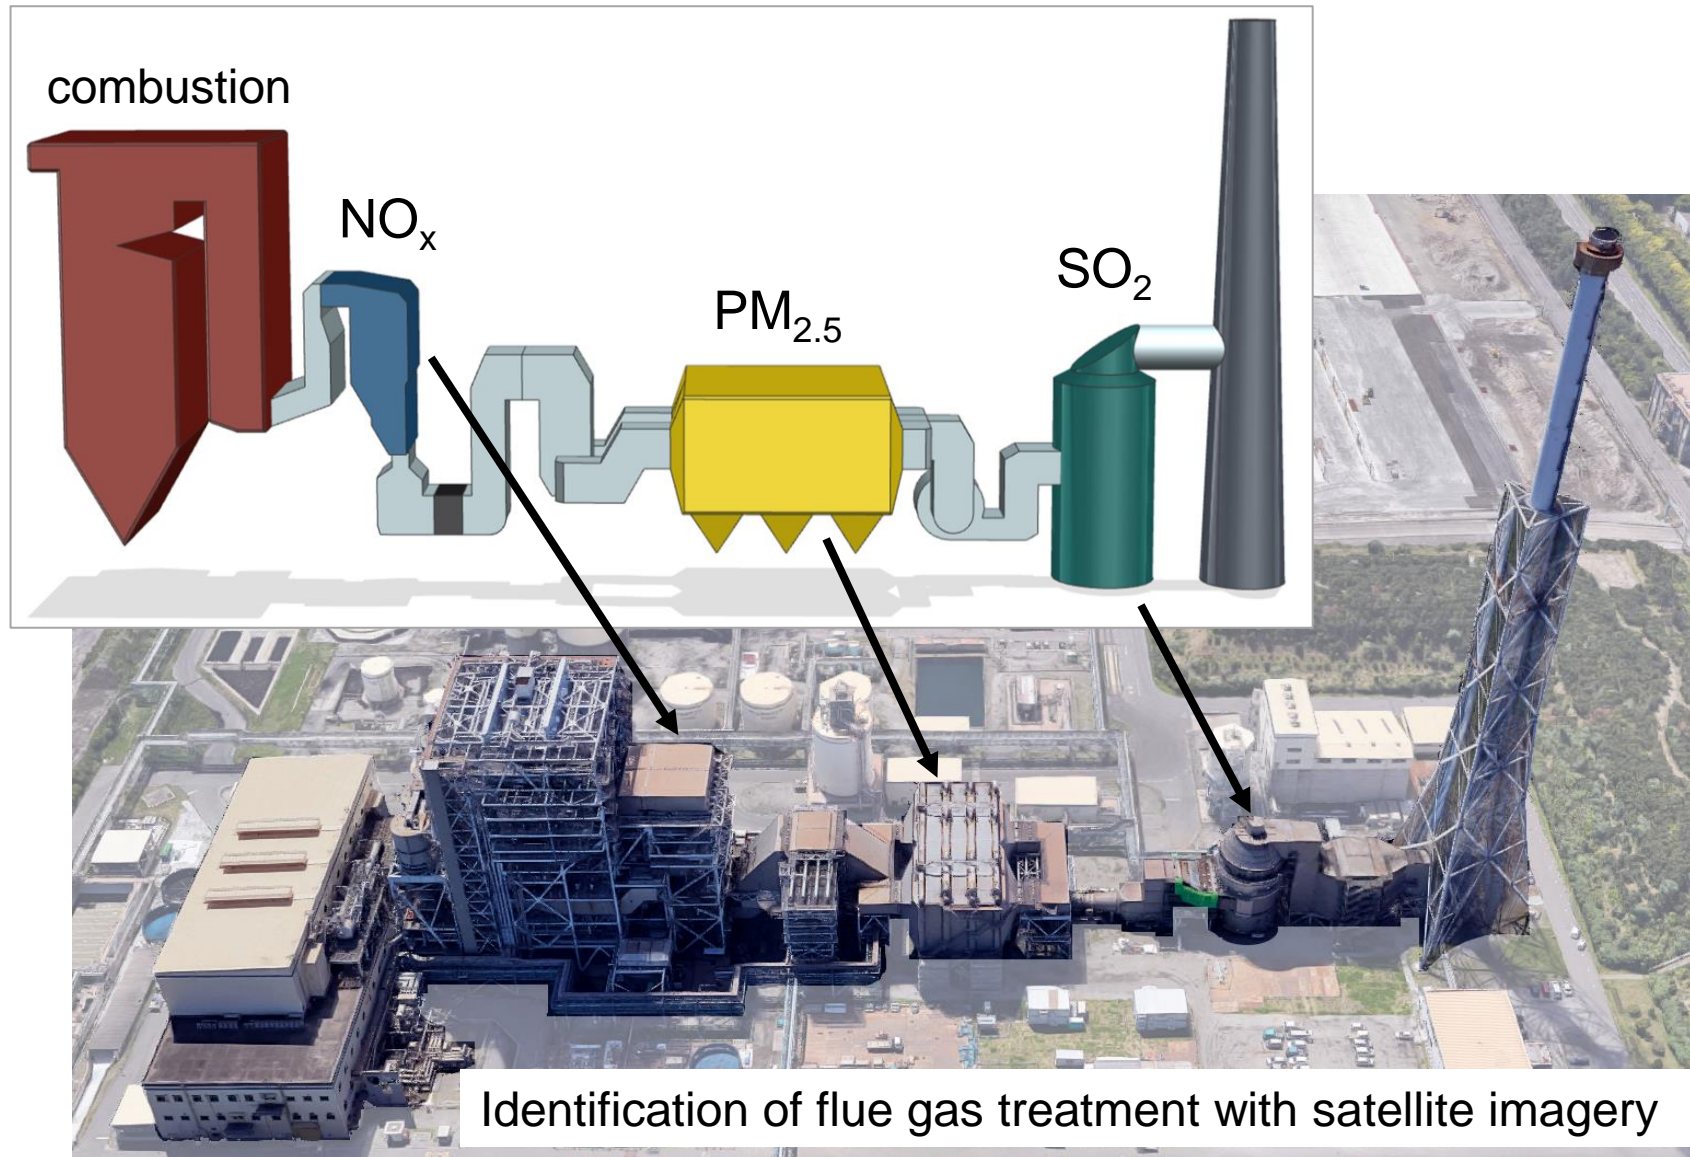 combustion
NOₓ
PM₂.₅
SO₂
Identification of flue gas treatment with satellite imagery